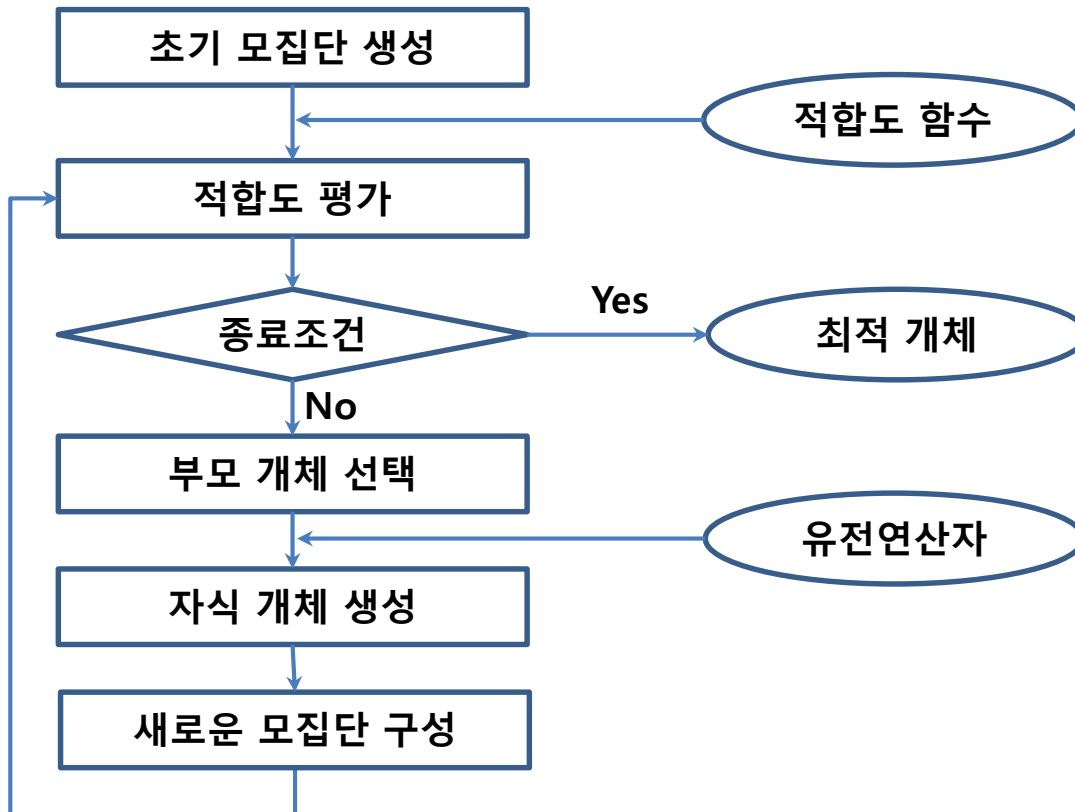 초기 모집단 생성
적합도 함수
적합도 평가
종료조건
Yes
최적 개체
No
부모 개체 선택
유전연산자
자식 개체 생성
새로운 모집단 구성